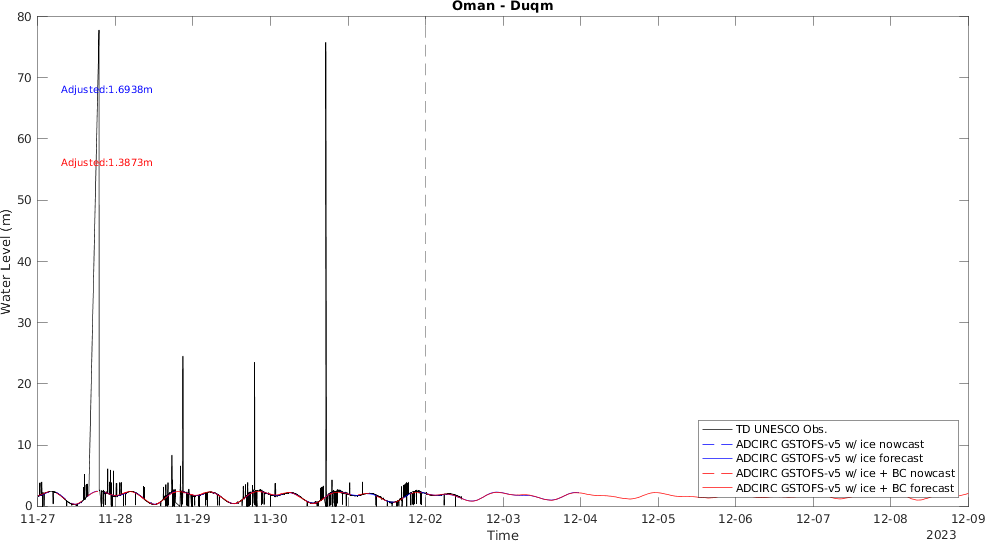 Oman - Duqm
80
70
60
50
40
30
20
10
0
Water Level (m)
Adjusted:1.6938m
Adjusted:1.3873m
TD UNESCO Obs.
ADCIRC GSTOFS-v5 w/ ice nowcast
ADCIRC GSTOFS-v5 w/ ice forecast
ADCIRC GSTOFS-v5 w/ ice + BC nowcast
ADCIRC GSTOFS-v5 w/ ice + BC forecast
11-27 11-28 11-29 11-30 12-01 12-02 12-03 12-04 12-05 12-06 12-07 12-08 12-09
Time
2023